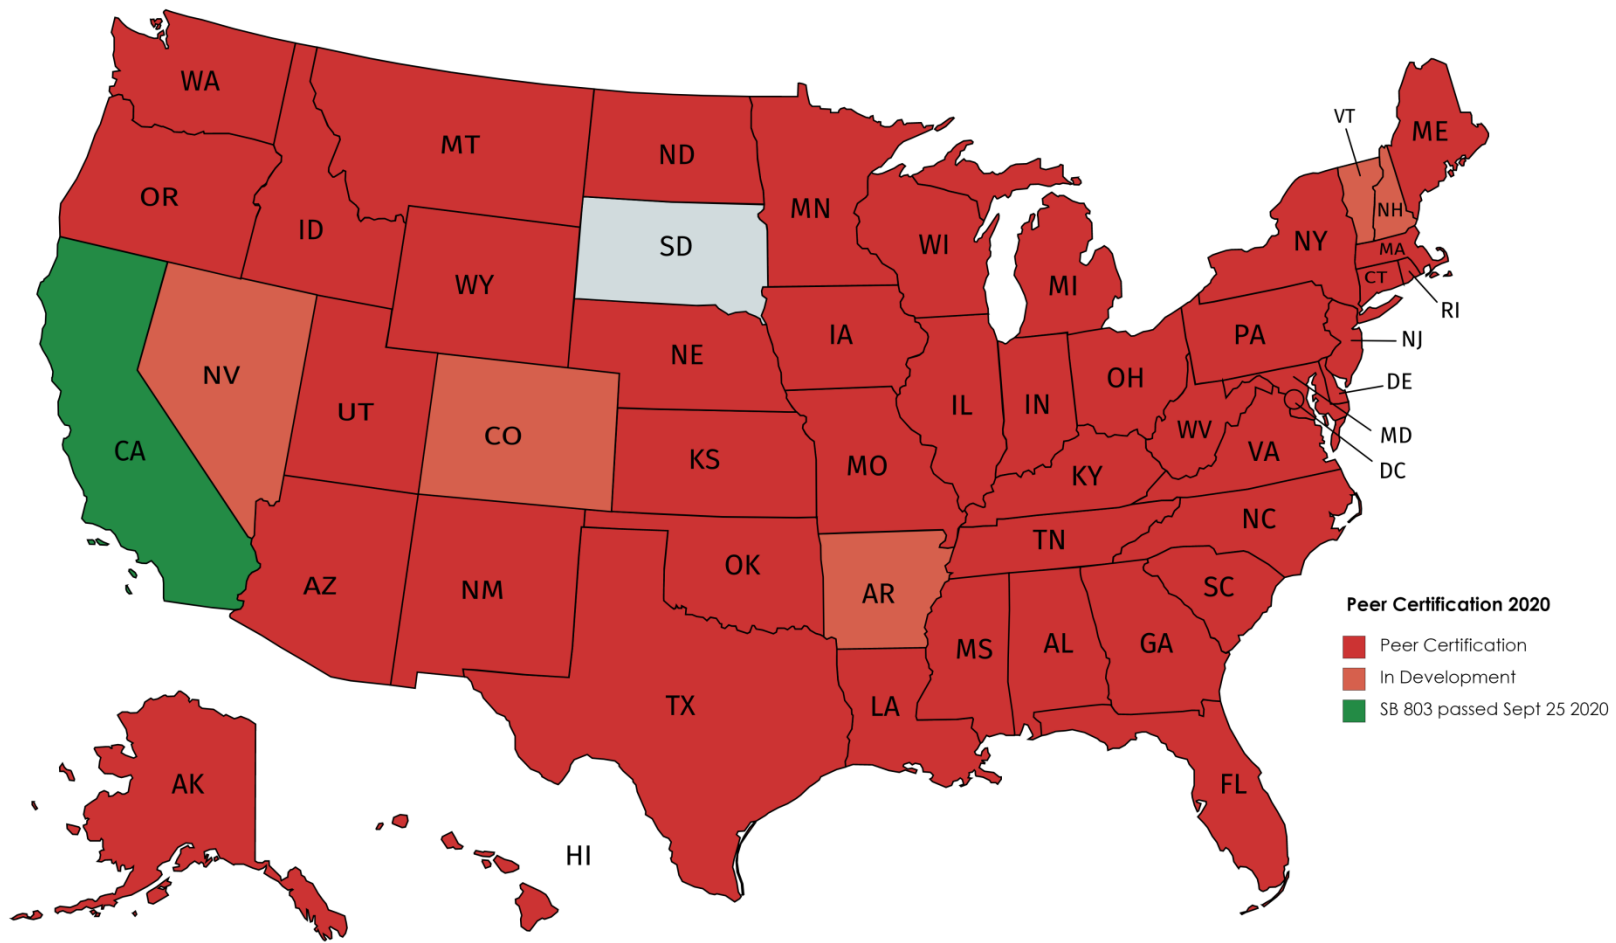 WA
MT
ND
MN
OR
ID
WY
SD
WI
MI
VT
ME
NH
NY
MA
CT
RI
NV
UT
CO
NE
IA
PA
NJ
CA
KS
MO
IL
IN
OH
DE
WV
VA
MD
DC
KY
AZ
NM
OK
AR
TN
NC
SC
MS
AL
GA
TX
LA
FL
AK
HI
Peer Certification 2020
Peer Certification
In Development
SB 803 passed Sept 25 2020